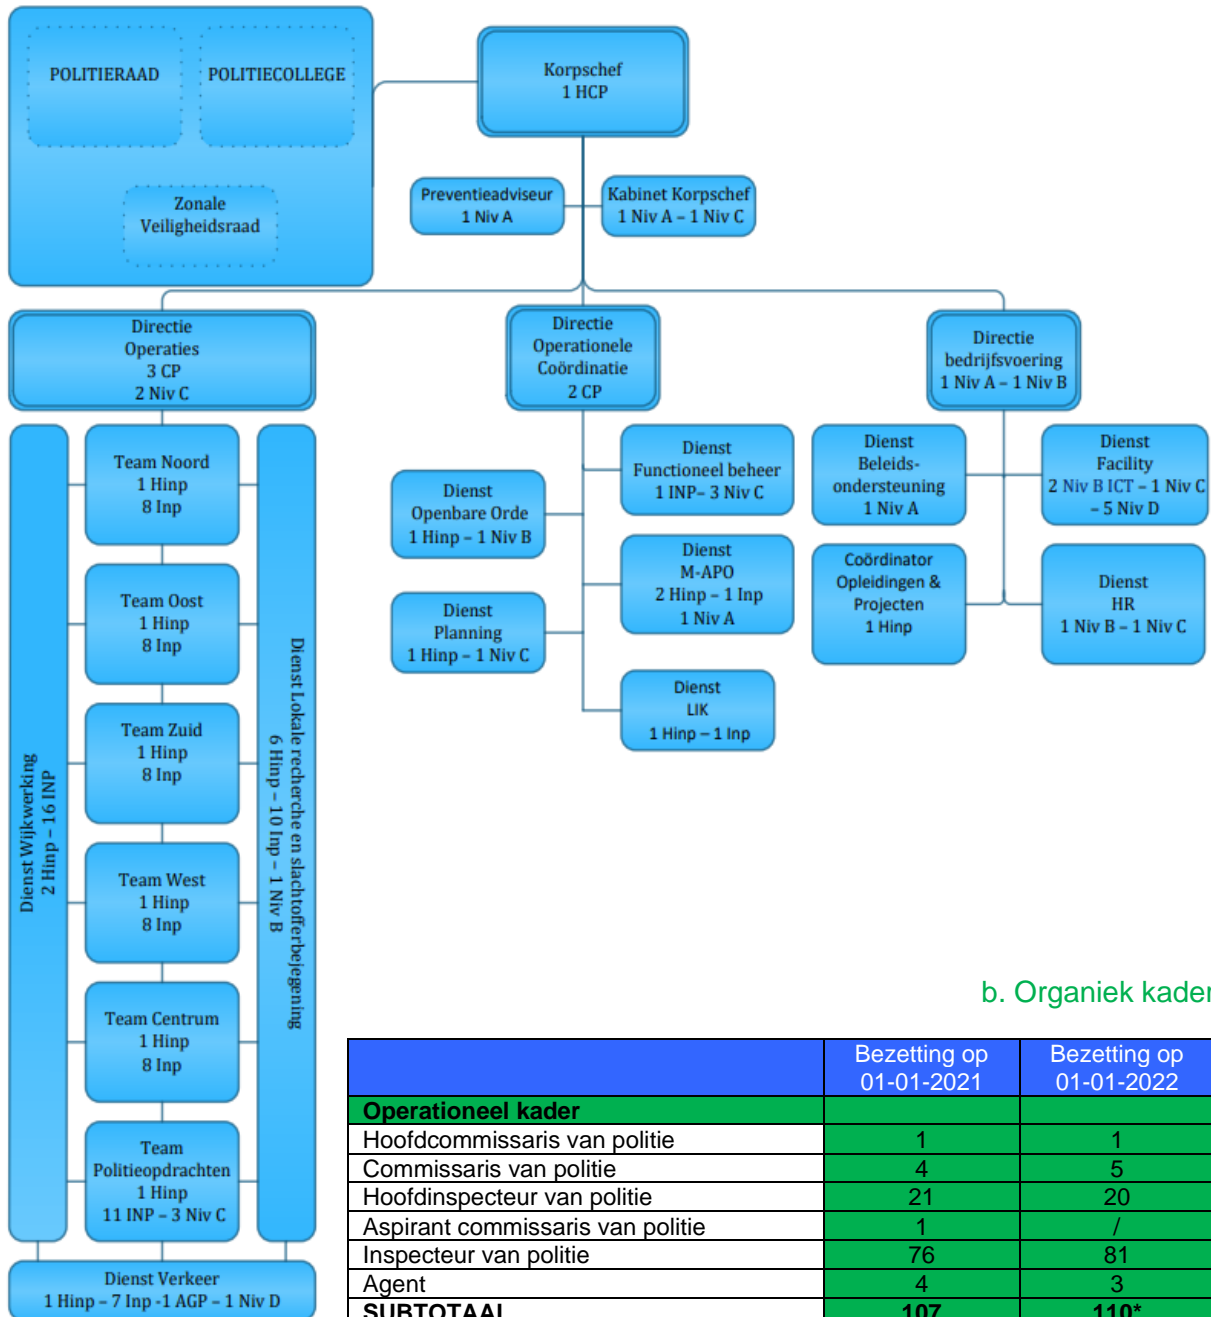 POLITIERAAD
POLITIECOLLEGE
Zonale
Veiligheidsraad
Korpschef
1 HCP
Preventieadviseur
1 Niv A
Kabinet Korpschef
1 Niv A – 1 Niv C
Directie
Operaties
3 CP
2 Niv C
Directie
Operationele
Coördinatie
2 CP
Directie
bedrijfsvoering
1 Niv A – 1 Niv B
Dienst Wijkwerking
2 Hinp – 16 INP
Team Noord
1 Hinp
8 Inp
Team Oost
1 Hinp
8 Inp
Team Zuid
1 Hinp
8 Inp
Team West
1 Hinp
8 Inp
Team Centrum
1 Hinp
8 Inp
Team
Politieopdrachten
1 Hinp
11 INP – 3 Niv C
Dienst Lokale recherche en slachtofferbejegening
6 Hinp – 10 Inp – 1 Niv B
Dienst Verkeer
1 Hinp – 7 Inp -1 AGP – 1 Niv D
Dienst
Openbare Orde
1 Hinp – 1 Niv B
Dienst
Planning
1 Hinp – 1 Niv C
Dienst
Functioneel beheer
1 INP– 3 Niv C
Dienst
M-APO
2 Hinp – 1 Inp
1 Niv A
Dienst
LIK
1 Hinp – 1 Inp
Dienst
Beleids-
ondersteuning
1 Niv A
Coördinator
Opleidingen &
Projecten
1 Hinp
Dienst
Facility
2 Niv B ICT – 1 Niv C
– 5 Niv D
Dienst
HR
1 Niv B – 1 Niv C
b. Organiek kader
Bezetting op 01-01-2021 Bezetting op 01-01-2022
Operationeel kader
Hoofdcommissaris van politie 1 1
Commissaris van politie 4 5
Hoofdinspecteur van politie 21 20
Aspirant commissaris van politie 1 /
Inspecteur van politie 76 81
Agent 4 3
SUBTOTAAL 107 110*